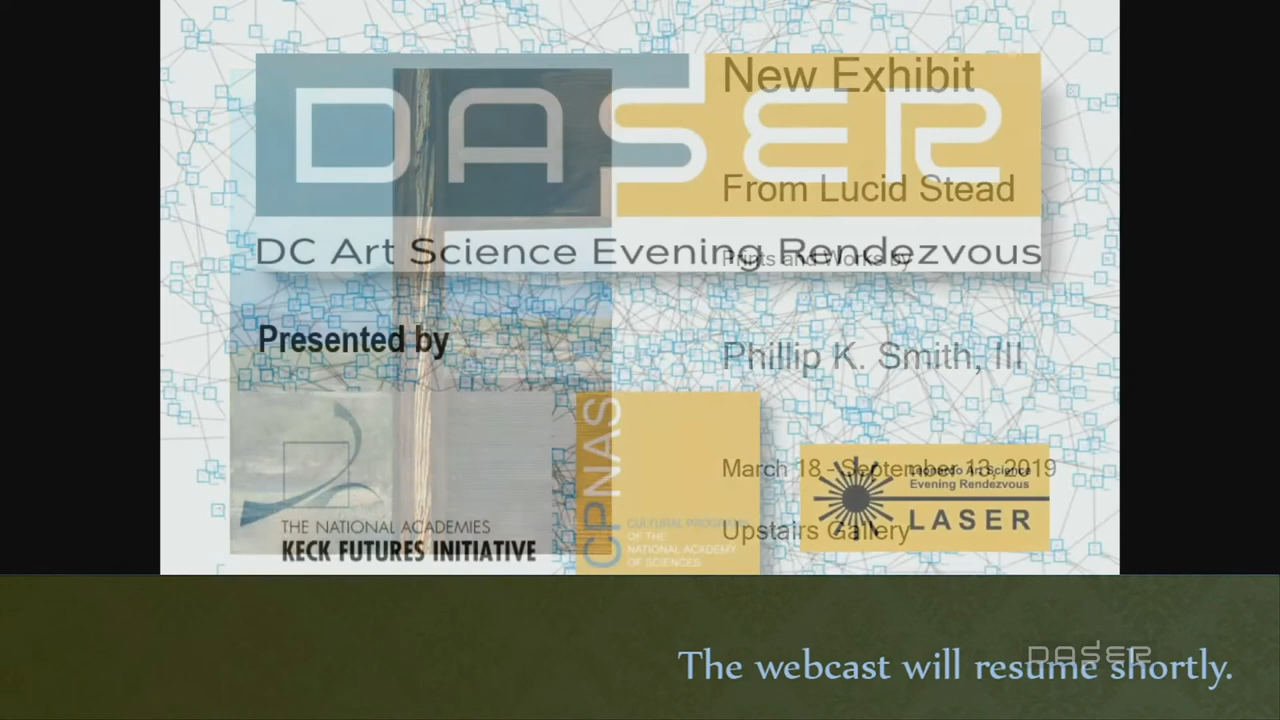 DASER
DC Art Science Evening Rendezvous
Presented by
THE NATIONAL ACADEMIES
KECK FUTURES INITIATIVE
CPNAS
CULTURAL PROGRAMS
OF THE
NATIONAL ACADEMY
OF SCIENCES
Leonardo Art Science
Evening Rendezvous
LASER
New Exhibit
From Lucid Stead
Prints and Works by
Phillip K. Smith, III
March 18 - September 13, 2019
Upstairs Gallery
The webcast will resume shortly.
DASER